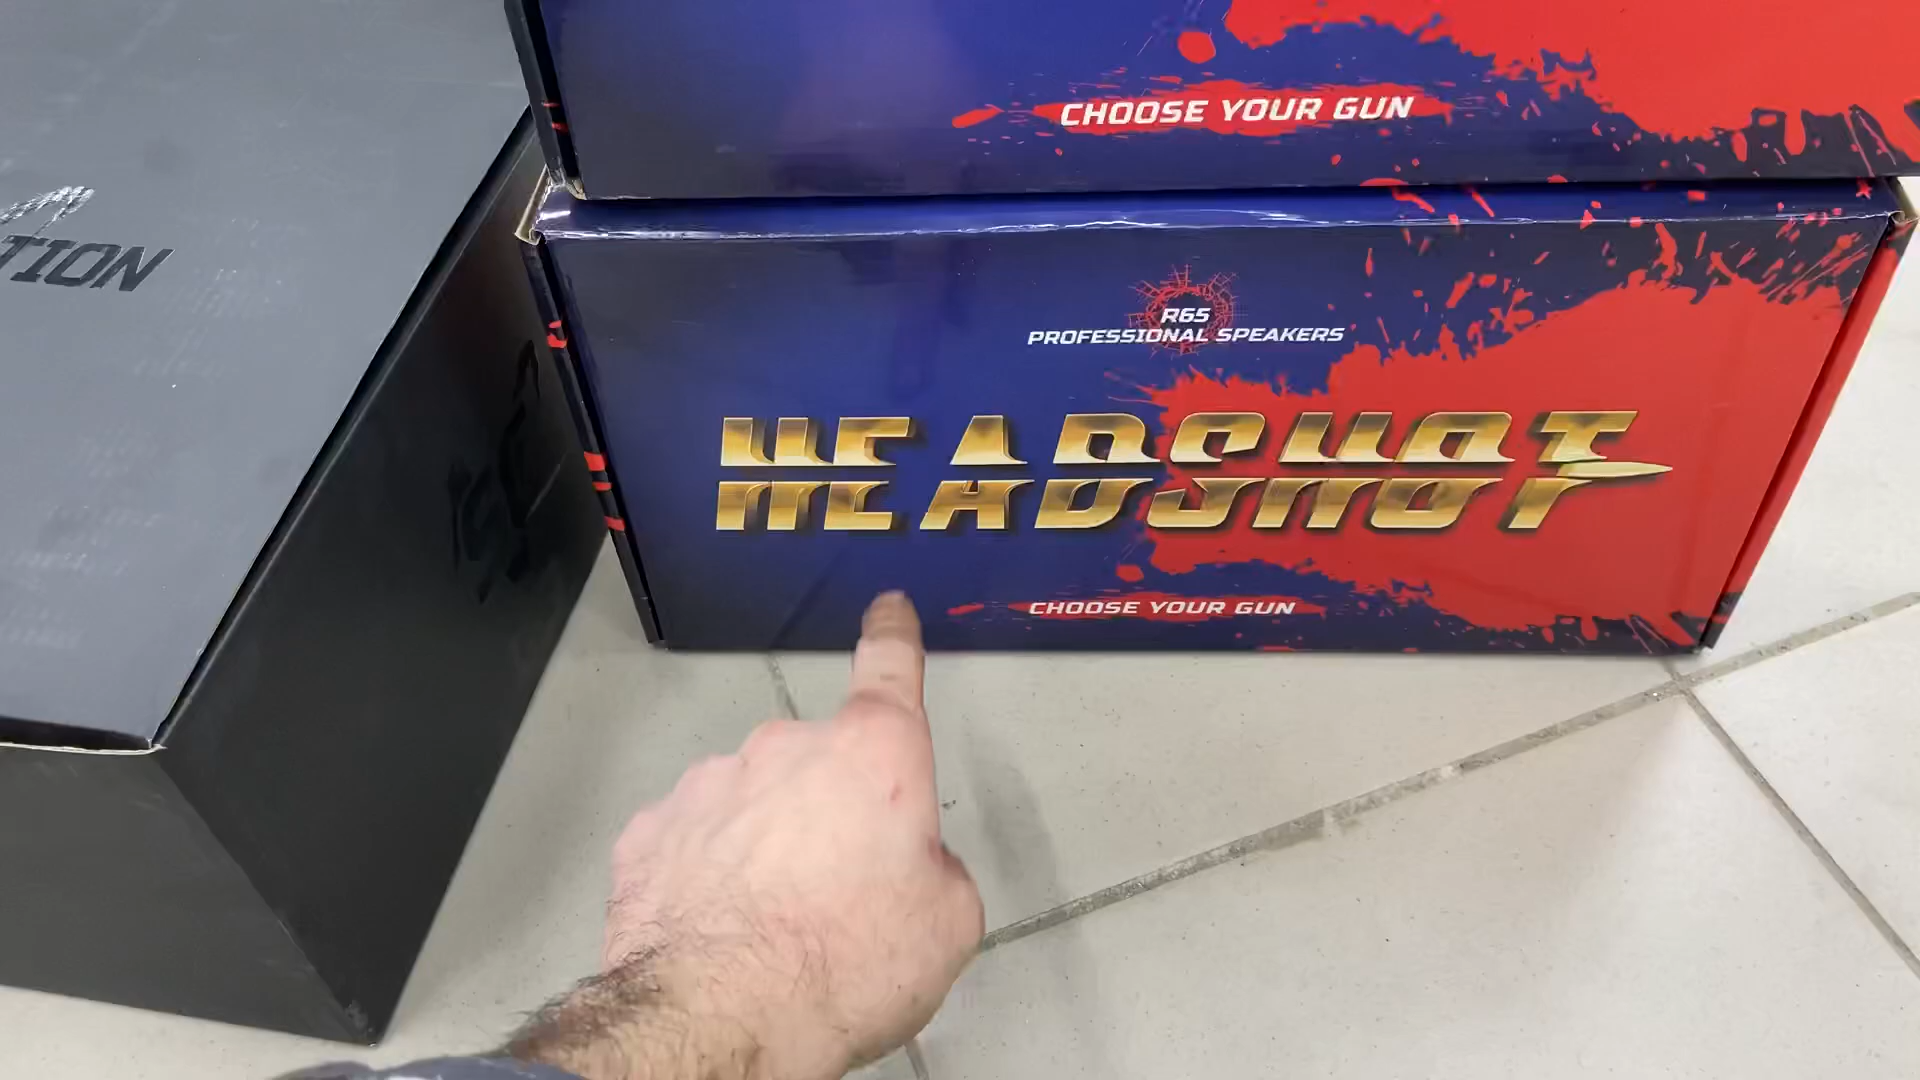 CHOOSE YOUR GUN
TION
R65
PROFESSIONAL SPEAKERS
HEADSHOT
CHOOSE YOUR GUN